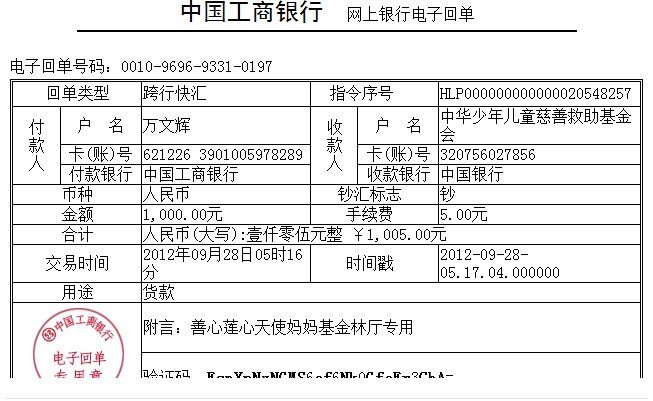 中国工商银行 网上银行电子回单
电子回单号码：0010-9696-9331-0197
回单类型 跨行快汇 指令序号 HLP000000000000020548257
付款人 户 名 万文辉 收款人 户 名 中华少年儿童慈善救助基金
会
卡(账)号 621226 3901005978289 卡(账)号 320756027856
付款银行 中国工商银行 收款银行 中国银行
币种 人民币 钞汇标志 钞
金额 1,000.00元 手续费 5.00元
合计 人民币(大写):壹仟零伍元整 ￥1,005.00元
交易时间 2012年09月28日05时16
分 时间戳 2012-09-28-
05.17.04.000000
用途 货款
中国工商银行
电子回单
专用章
附言：善心莲心天使妈妈基金林厅专用
验证码